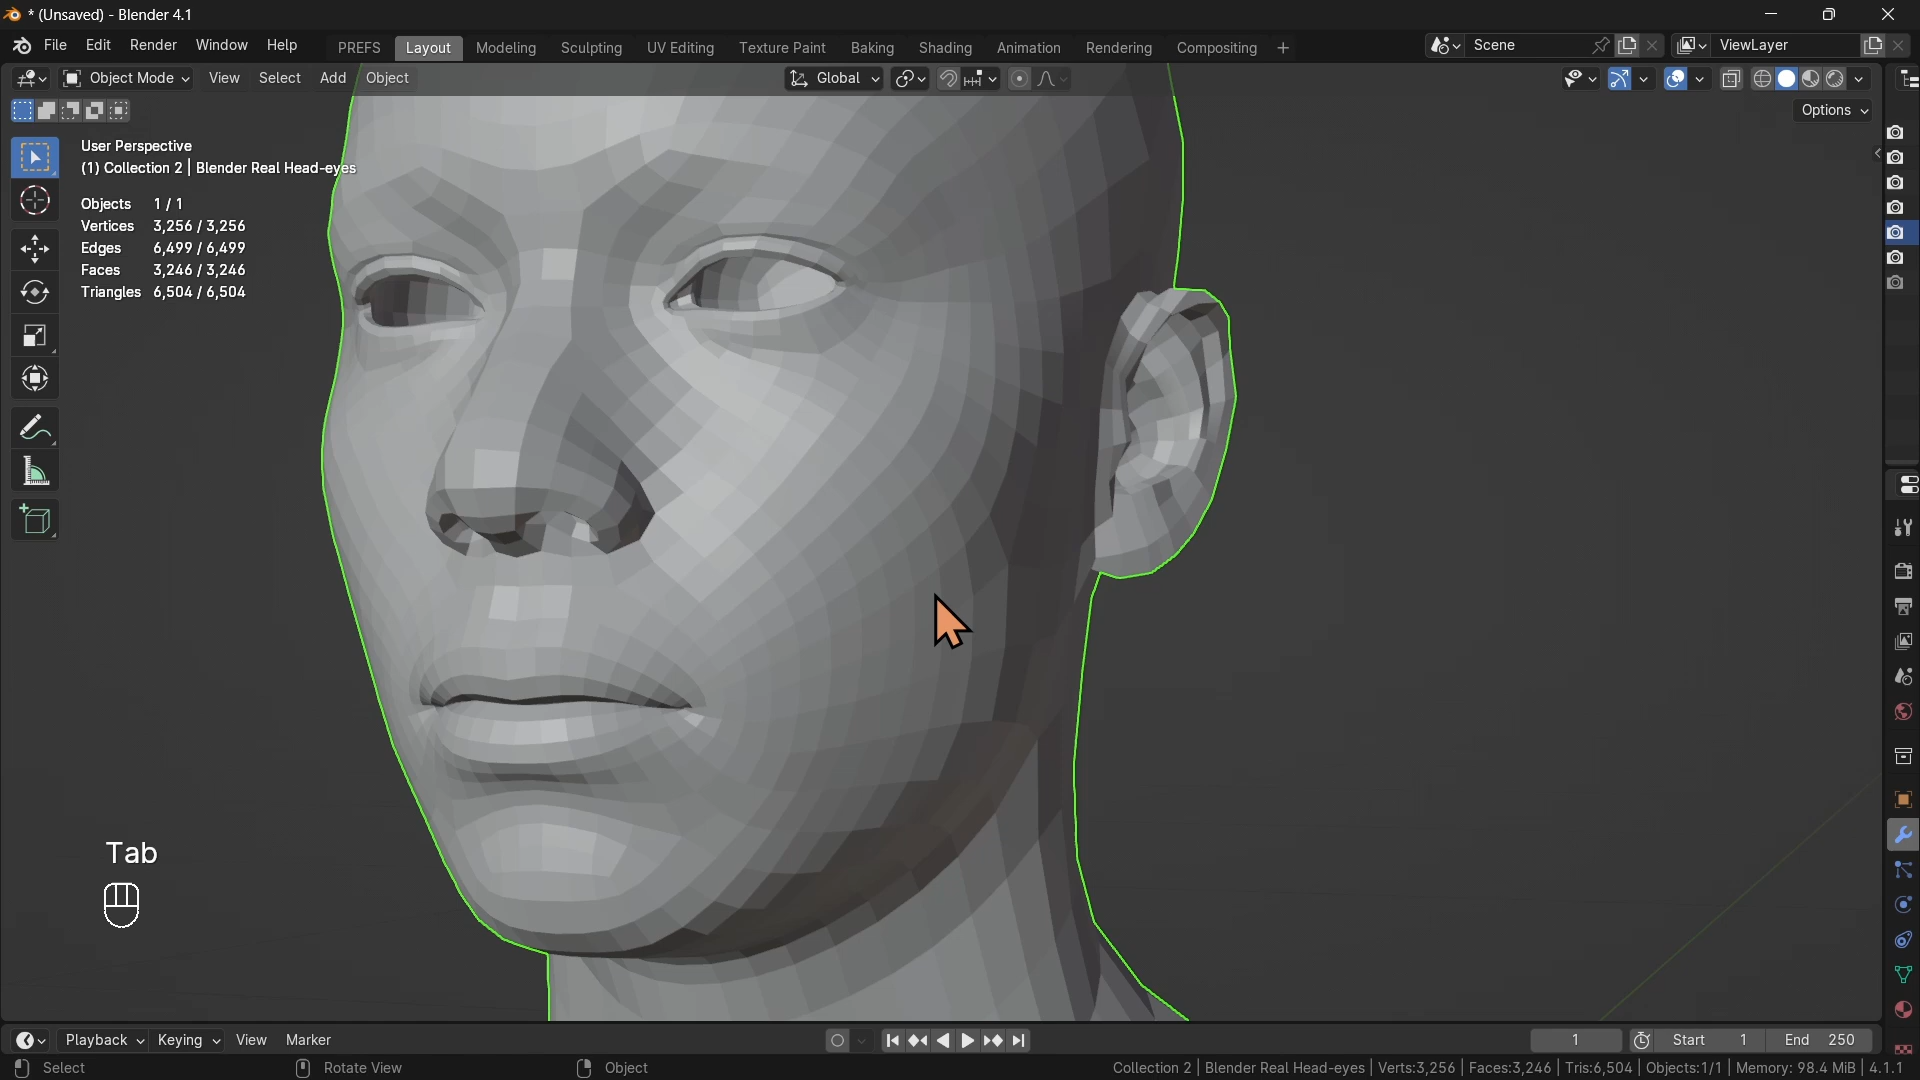 * (Unsaved) - Blender 4.1
File Edit Render Window Help PREFS Layout Modeling Sculpting UV Editing Texture Paint Baking Shading Animation Rendering Compositing + Scene ViewLayer
Object Mode View Select Add Object Global
Options
User Perspective
(1) Collection 2 | Blender Real Head-eyes
Objects 1 / 1
Vertices 3,256 / 3,256
Edges 6,499 / 6,499
Faces 3,246 / 3,246
Triangles 6,504 / 6,504
Tab
Playback Keying View Marker 1 Start 1 End 250
Select Rotate View Object Collection 2 | Blender Real Head-eyes | Verts:3,256 | Faces:3,246 | Tris:6,504 | Objects:1/1 | Memory: 98.4 MiB | 4.1.1